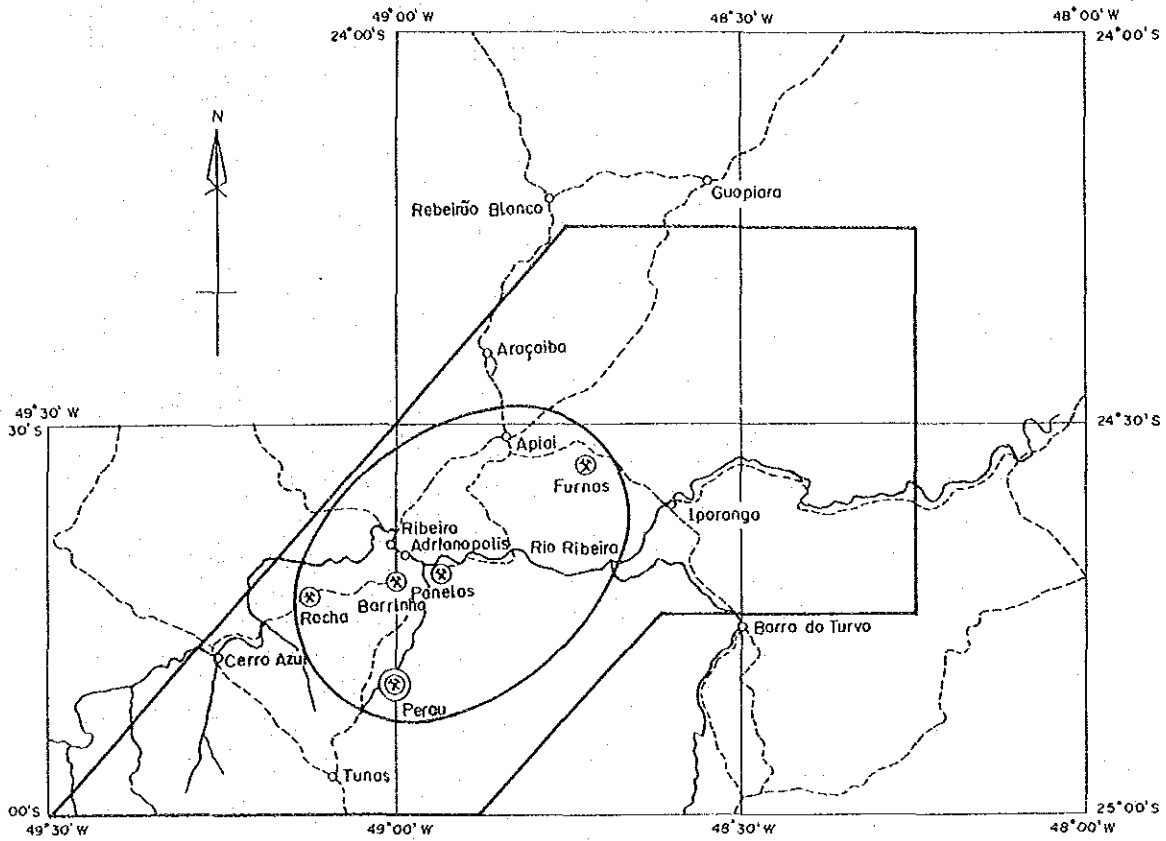 49°00' W
48°30' W
48°00' W
24°00'S
24°00'S
N
Guapiara
Rebeirão Blanco
Araçaiba
49°30' W
30'S
24°30'S
Apiaí
Furnas
Iporanga
Ribeira
Adrianopolis
Rio Ribeira
Panelas
Barrinha
Rocha
Barra do Turvo
Cerro Azul
Perau
Tunas
00'S
25°00'S
49°30' W
49°00' W
48°30' W
48°00' W